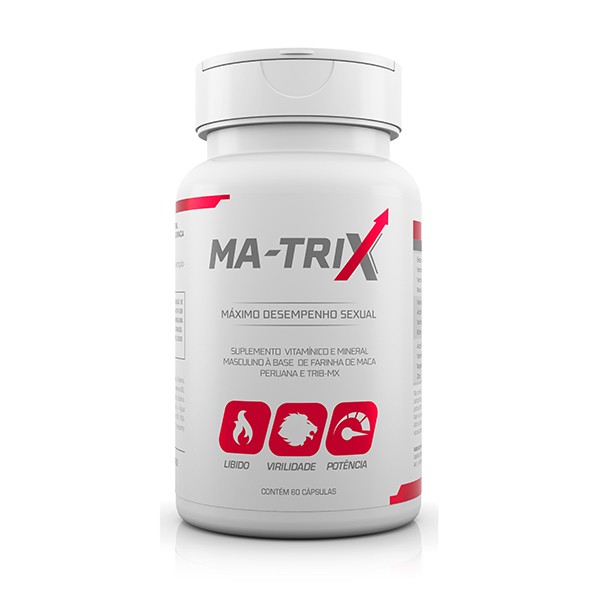 MA-TRIX
MÁXIMO DESEMPENHO SEXUAL
SUPLEMENTO VITAMÍNICO E MINERAL
MASCULINO À BASE DE FARINHA DE MACA
PERUANA E TRIB-MX
LIBIDO VIRILIDADE POTÊNCIA
CONTÉM 60 CÁPSULAS